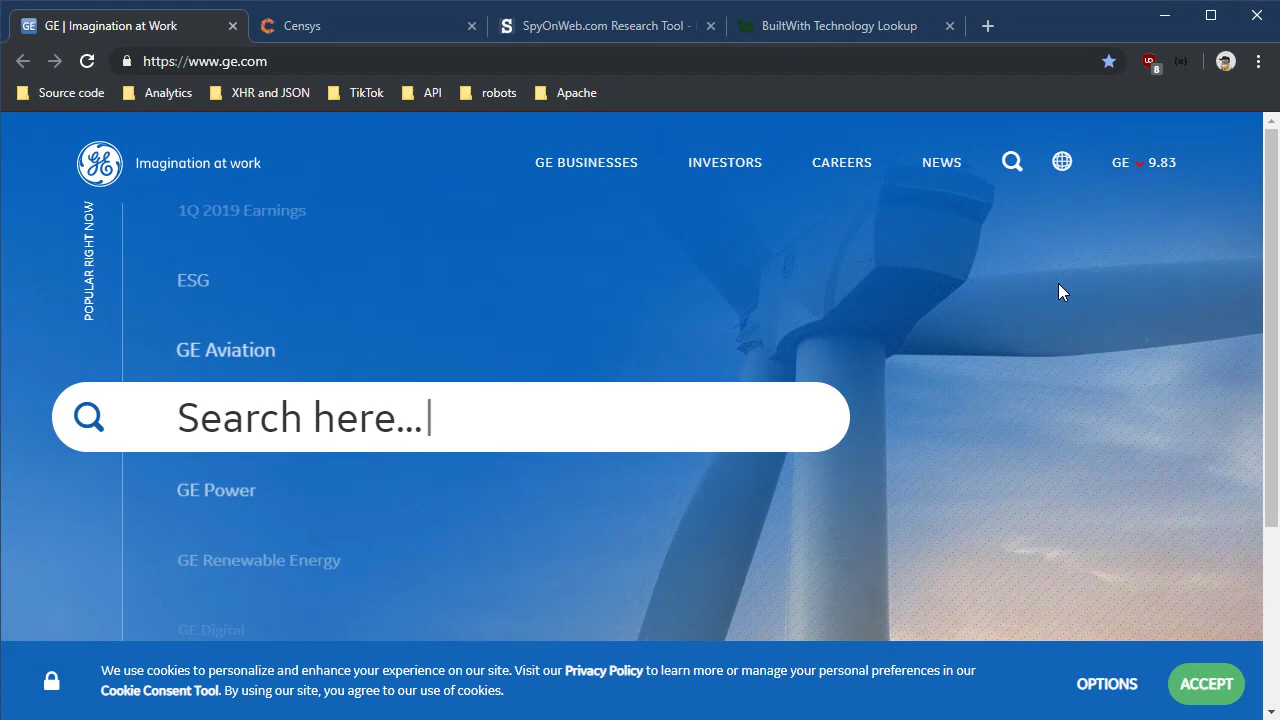 GE | Imagination at Work
Censys
SpyOnWeb.com Research Tool -
BuiltWith Technology Lookup
https://www.ge.com
8
Source code
Analytics
XHR and JSON
TikTok
API
robots
Apache
GE
Imagination at work
GE BUSINESSES
INVESTORS
CAREERS
NEWS
GE 9.83
POPULAR RIGHT NOW
1Q 2019 Earnings
ESG
GE Aviation
Search here...
GE Power
GE Renewable Energy
GE Digital
We use cookies to personalize and enhance your experience on our site. Visit our Privacy Policy to learn more or manage your personal preferences in our
Cookie Consent Tool. By using our site, you agree to our use of cookies.
OPTIONS
ACCEPT